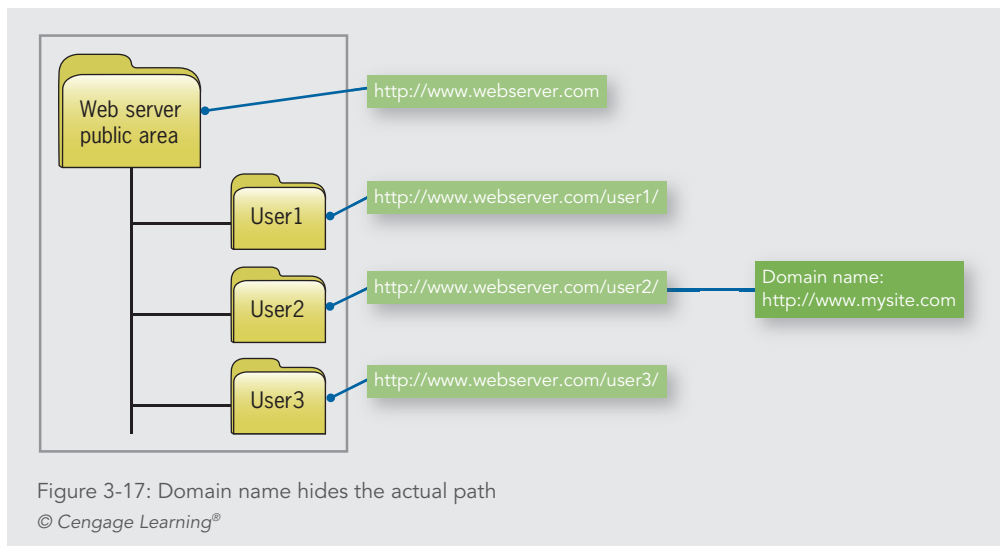 Web server
public area
http://www.webserver.com
User1
http://www.webserver.com/user1/
User2
http://www.webserver.com/user2/
Domain name:
http://www.mysite.com
User3
http://www.webserver.com/user3/
Figure 3-17: Domain name hides the actual path
© Cengage Learning®